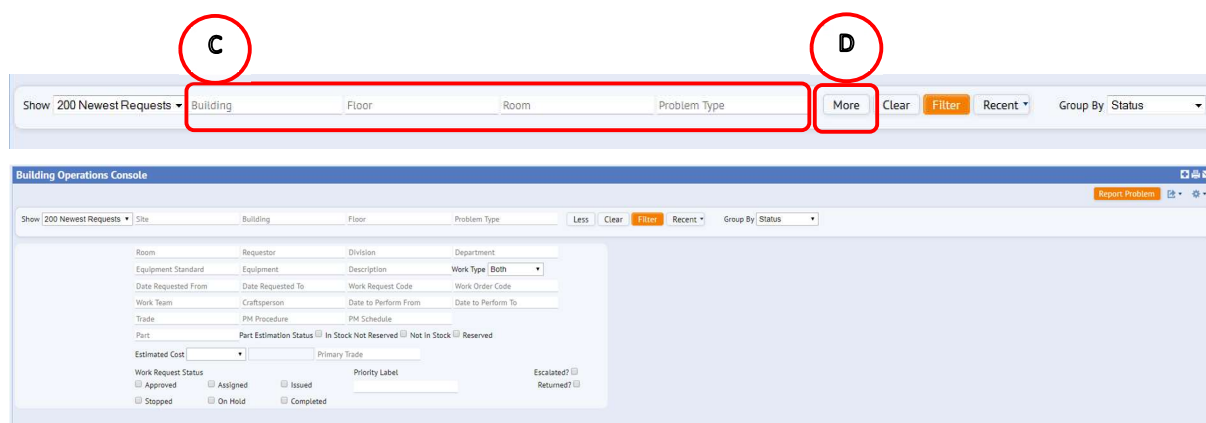 C
D
Show 200 Newest Requests Building Floor Room Problem Type More Clear Filter Recent Group By Status
Building Operations Console
Report Problem
Show 200 Newest Requests Site Building Floor Problem Type Less Clear Filter Recent Group By Status
Room Requestor Division Department
Equipment Standard Equipment Description Work Type Both
Date Requested From Date Requested To Work Request Code Work Order Code
Work Team Craftsperson Date to Perform From Date to Perform To
Trade PM Procedure PM Schedule
Part Part Estimation Status In Stock Not Reserved Not in Stock Reserved
Estimated Cost Primary Trade
Work Request Status Priority Label Escalated?
Approved Assigned Issued Returned?
Stopped On Hold Completed